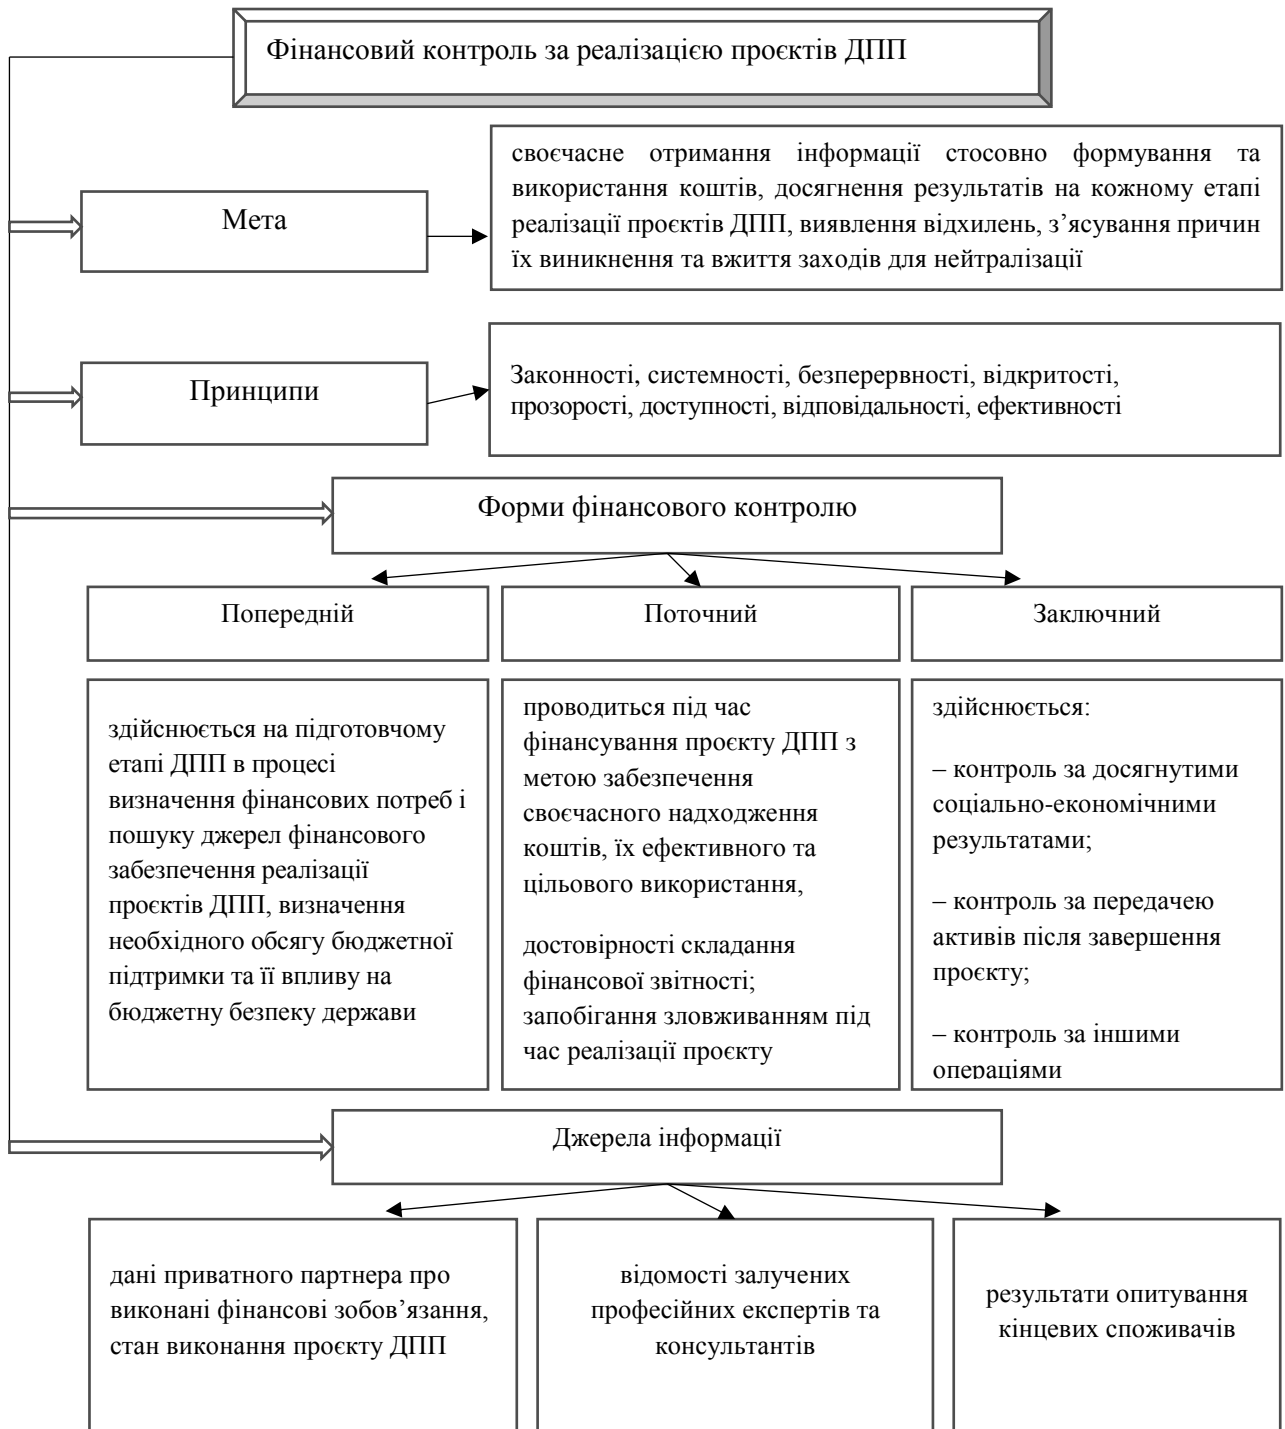 Фінансовий контроль за реалізацією проєктів ДПП
своєчасне отримання інформації стосовно формування та
використання коштів, досягнення результатів на кожному етапі
реалізації проєктів ДПП, виявлення відхилень, з’ясування причин
їх виникнення та вжиття заходів для нейтралізації
Мета
Законності, системності, безперервності, відкритості,
прозорості, доступності, відповідальності, ефективності
Принципи
Форми фінансового контролю
Попередній
Поточний
Заключний
здійснюється на підготовчому
етапі ДПП в процесі
визначення фінансових потреб і
пошуку джерел фінансового
забезпечення реалізації
проєктів ДПП, визначення
необхідного обсягу бюджетної
підтримки та її впливу на
бюджетну безпеку держави
проводиться під час
фінансування проєкту ДПП з
метою забезпечення
своєчасного надходження
коштів, їх ефективного та
цільового використання,
достовірності складання
фінансової звітності;
запобігання зловживанням під
час реалізації проєкту
здійснюється:
– контроль за досягнутими
соціально-економічними
результатами;
– контроль за передачею
активів після завершення
проєкту;
– контроль за іншими
операціями
Джерела інформації
дані приватного партнера про
виконані фінансові зобов’язання,
стан виконання проєкту ДПП
відомості залучених
професійних експертів та
консультантів
результати опитування
кінцевих споживачів